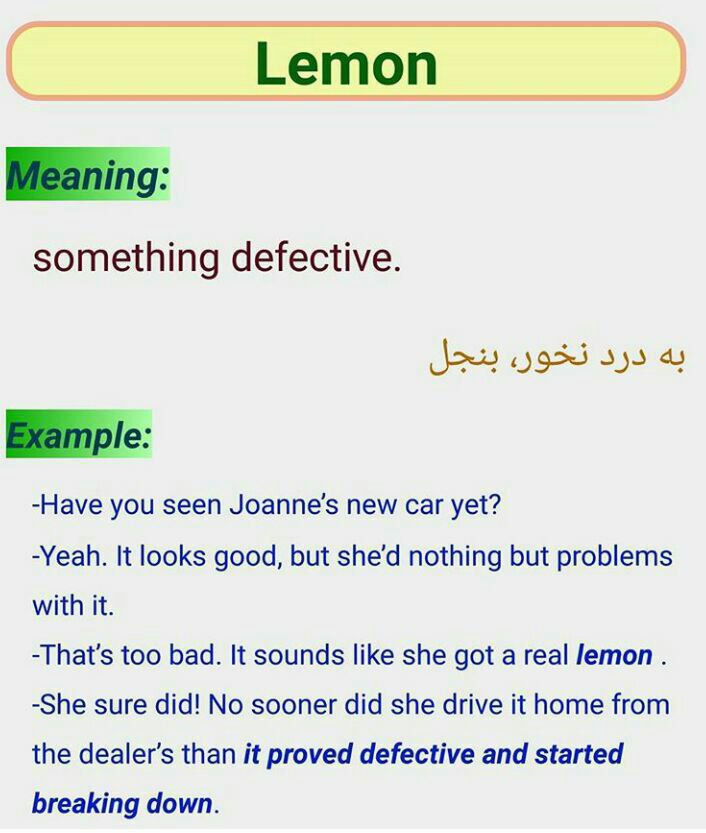 Lemon
Meaning:
something defective.
به درد نخور، بنجل
Example:
-Have you seen Joanne's new car yet?
-Yeah. It looks good, but she'd nothing but problems
with it.
-That's too bad. It sounds like she got a real lemon .
-She sure did! No sooner did she drive it home from
the dealer's than it proved defective and started
breaking down.